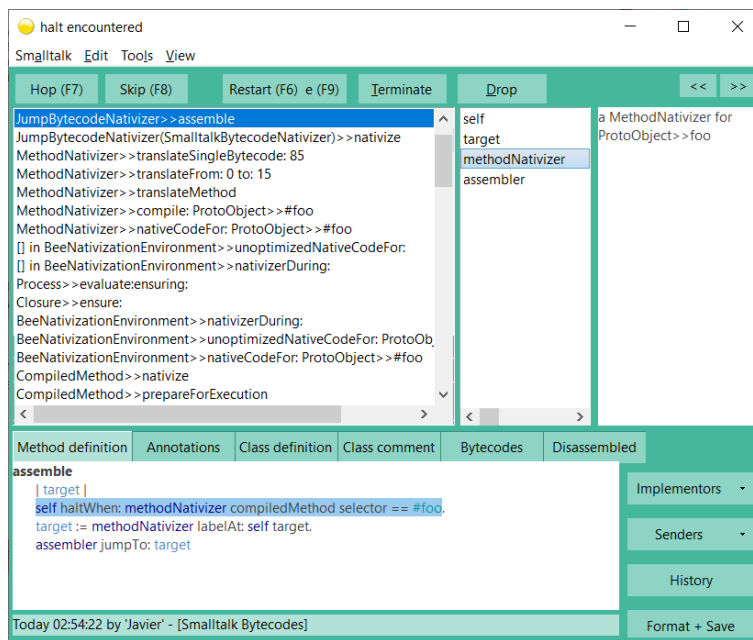 halt encountered
Smalltalk Edit Tools View
Hop (F7) Skip (F8) Restart (F6) e (F9) Terminate Drop << >>
JumpBytecodeNativizer>>assemble
JumpBytecodeNativizer(SmalltalkBytecodeNativizer)>>nativize
MethodNativizer>>translateSingleBytecode: 85
MethodNativizer>>translateFrom: 0 to: 15
MethodNativizer>>translateMethod
MethodNativizer>>compile: ProtoObject>>#foo
MethodNativizer>>nativeCodeFor: ProtoObject>>#foo
[] in BeeNativizationEnvironment>>unoptimizedNativeCodeFor:
[] in BeeNativizationEnvironment>>nativizerDuring:
Process>>evaluate:ensuring:
Closure>>ensure:
BeeNativizationEnvironment>>nativizerDuring:
BeeNativizationEnvironment>>unoptimizedNativeCodeFor: ProtoOb
BeeNativizationEnvironment>>nativeCodeFor: ProtoObject>>#foo
CompiledMethod>>nativize
CompiledMethod>>prepareForExecution
self
target
methodNativizer
assembler
a MethodNativizer for
ProtoObject>>foo
Method definition Annotations Class definition Class comment Bytecodes Disassembled
assemble
| target |
self haltWhen: methodNativizer compiledMethod selector == #foo.
target := methodNativizer labelAt: self target.
assembler jumpTo: target
Implementors
Senders
History
Format + Save
Today 02:54:22 by 'Javier' - [Smalltalk Bytecodes]